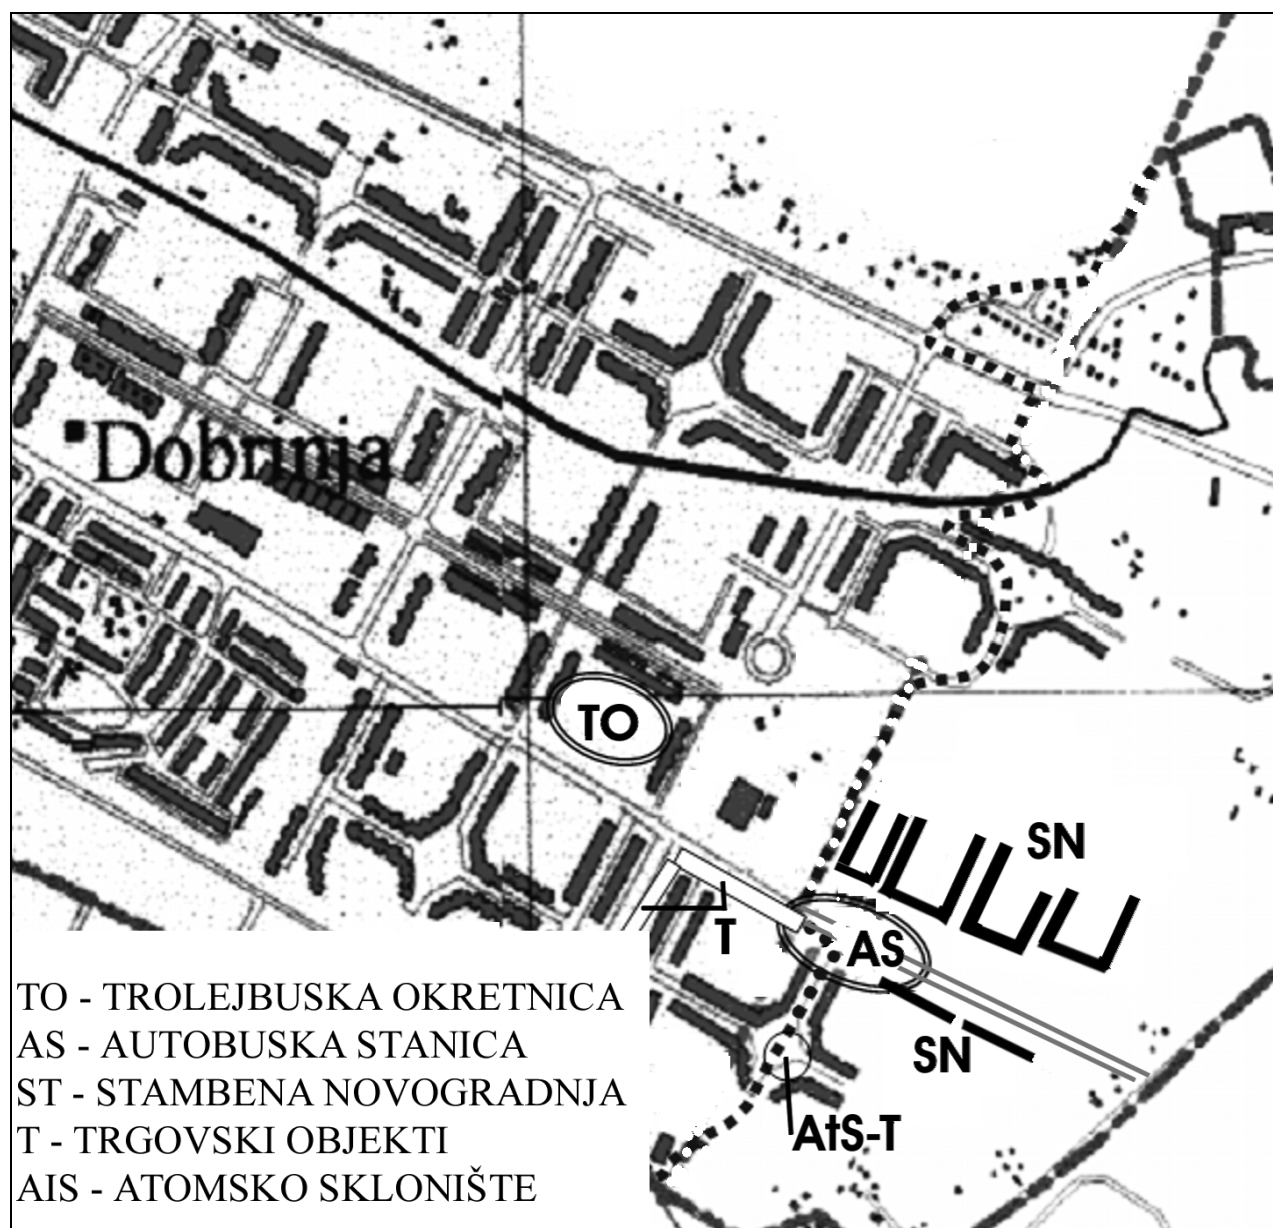 Dobrinja
TO
SN
T
AS
SN
AtS-T
TO - TROLEJBUSKA OKRETNICA
AS - AUTOBUSKA STANICA
ST - STAMBENA NOVOGRADNJA
T - TRGOVSKI OBJEKTI
AIS - ATOMSKO SKLONIŠTE